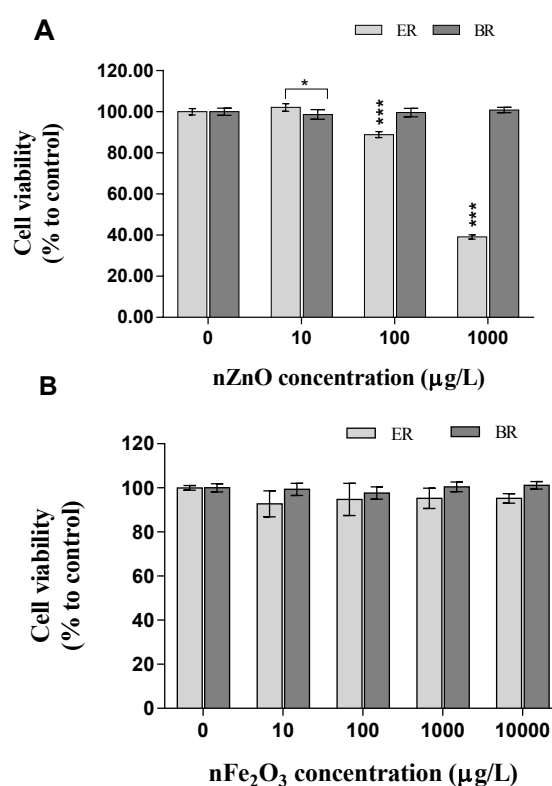 A
ER BR
Cell viability
(% to control)
120.00
100.00
80.00
60.00
40.00
20.00
0.00
*
***
***
0 10 100 1000
nZnO concentration (μg/L)
B
ER BR
Cell viability
(% to control)
120
100
80
60
40
20
0
0 10 100 1000 10000
nFe₂O₃ concentration (μg/L)